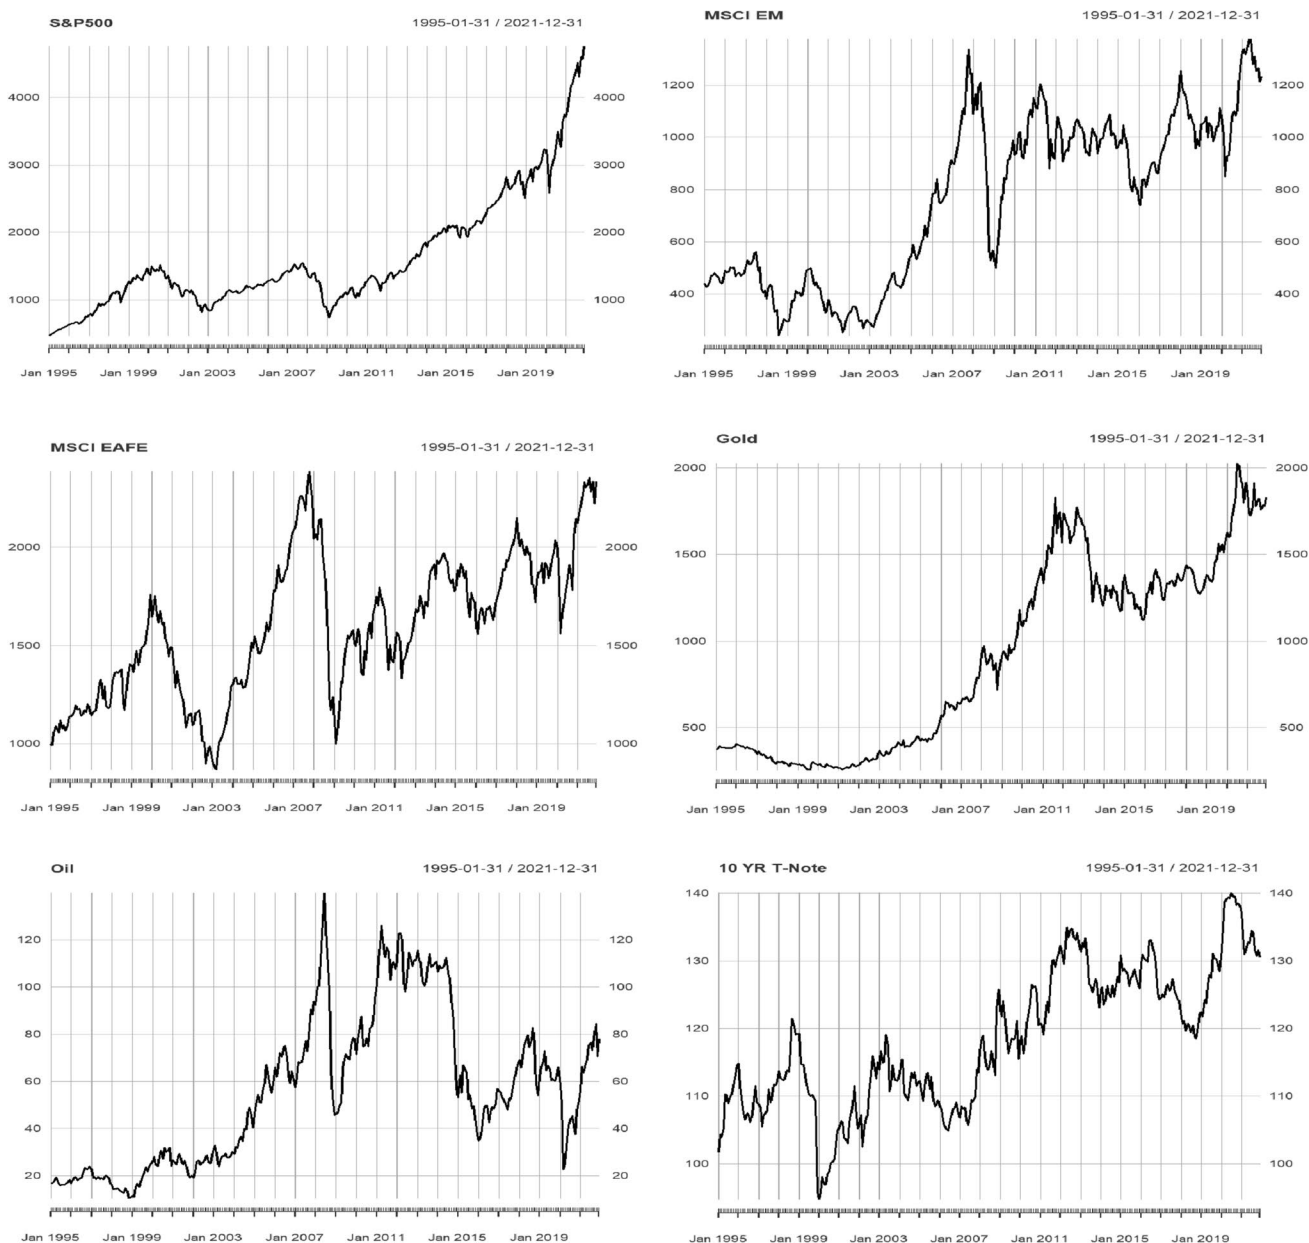 S&P500 1995-01-31 / 2021-12-31
4000 4000
3000 3000
2000 2000
1000 1000
Jan 1995 Jan 1999 Jan 2003 Jan 2007 Jan 2011 Jan 2015 Jan 2019
MSCI EM 1995-01-31 / 2021-12-31
1200 1200
1000 1000
800 800
600 600
400 400
Jan 1995 Jan 1999 Jan 2003 Jan 2007 Jan 2011 Jan 2015 Jan 2019
MSCI EAFE 1995-01-31 / 2021-12-31
2000 2000
1500 1500
1000 1000
Jan 1995 Jan 1999 Jan 2003 Jan 2007 Jan 2011 Jan 2015 Jan 2019
Gold 1995-01-31 / 2021-12-31
2000 2000
1500 1500
1000 1000
500 500
Jan 1995 Jan 1999 Jan 2003 Jan 2007 Jan 2011 Jan 2015 Jan 2019
Oil 1995-01-31 / 2021-12-31
120 120
100 100
80 80
60 60
40 40
20 20
Jan 1995 Jan 1999 Jan 2003 Jan 2007 Jan 2011 Jan 2015 Jan 2019
10 YR T-Note 1995-01-31 / 2021-12-31
140 140
130 130
120 120
110 110
100 100
Jan 1995 Jan 1999 Jan 2003 Jan 2007 Jan 2011 Jan 2015 Jan 2019